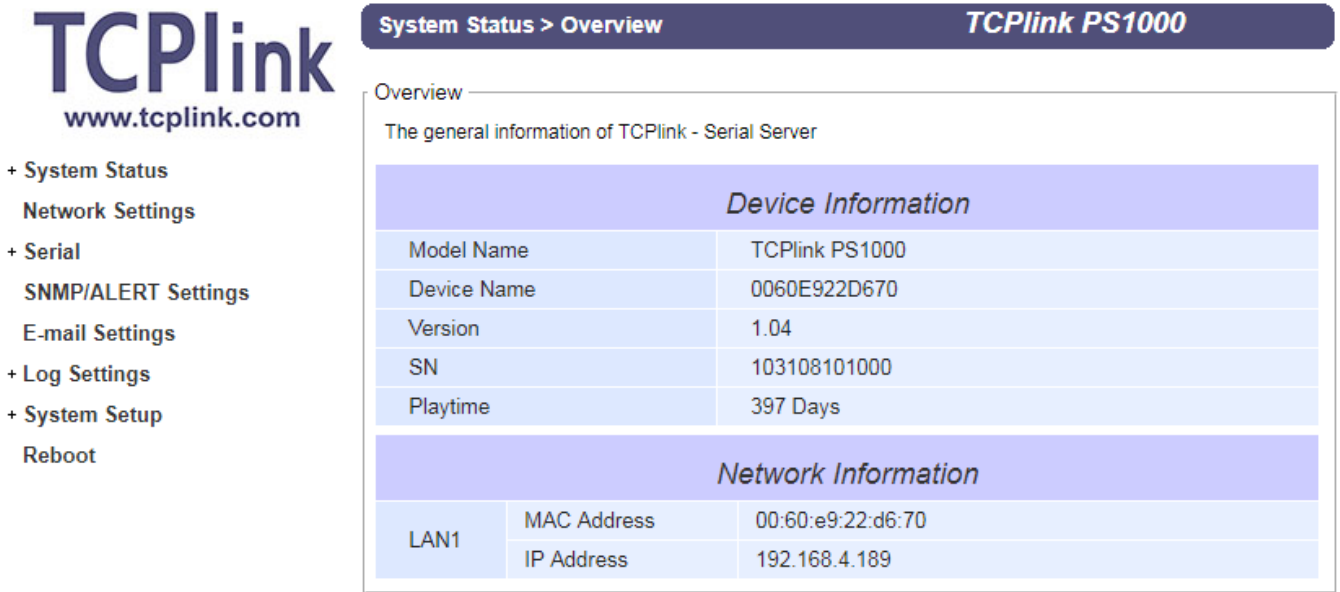 TCPlink
www.tcplink.com
+ System Status
Network Settings
+ Serial
SNMP/ALERT Settings
E-mail Settings
+ Log Settings
+ System Setup
Reboot
System Status > Overview TCPlink PS1000
Overview
The general information of TCPlink - Serial Server
Device Information
Model Name TCPlink PS1000
Device Name 0060E922D670
Version 1.04
SN 103108101000
Playtime 397 Days
Network Information
LAN1
MAC Address 00:60:e9:22:d6:70
IP Address 192.168.4.189